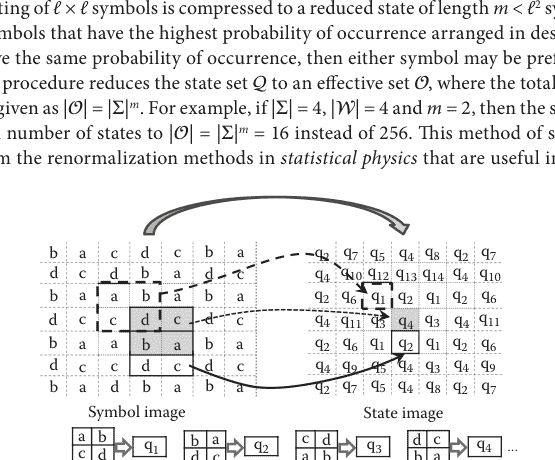 ting of ℓ × ℓ symbols is compressed to a reduced state of length m < ℓ² sy
mbols that have the highest probability of occurrence arranged in des
ve the same probability of occurrence, then either symbol may be pref
procedure reduces the state set Q to an effective set O, where the total
given as |O| = |Σ|ᵐ. For example, if |Σ| = 4, |W| = 4 and m = 2, then the s
number of states to |O| = |Σ|ᵐ = 16 instead of 256. This method of s
m the renormalization methods in statistical physics that are useful in
b a c d c b a q₂ q₇ q₅ q₄ q₈ q₂ q₇
d c d b a d c q₄ q₁₀ q₁₂ q₁₃ q₁₄ q₄ q₁₀
b a a b a b a q₂ q₆ q₁ q₂ q₁ q₂ q₆
d c c d c d c q₄ q₁₁ q₃ q₄ q₃ q₄ q₁₁
b a a b a b a q₂ q₆ q₁ q₂ q₁ q₂ q₆
d c c d c d c q₄ q₉ q₅ q₄ q₅ q₄ q₉
b a d b a b a q₂ q₇ q₅ q₄ q₈ q₂ q₇
Symbol image State image
a b b a c d d c
q₁ q₂ q₃ q₄ ...
c d d c a b b a